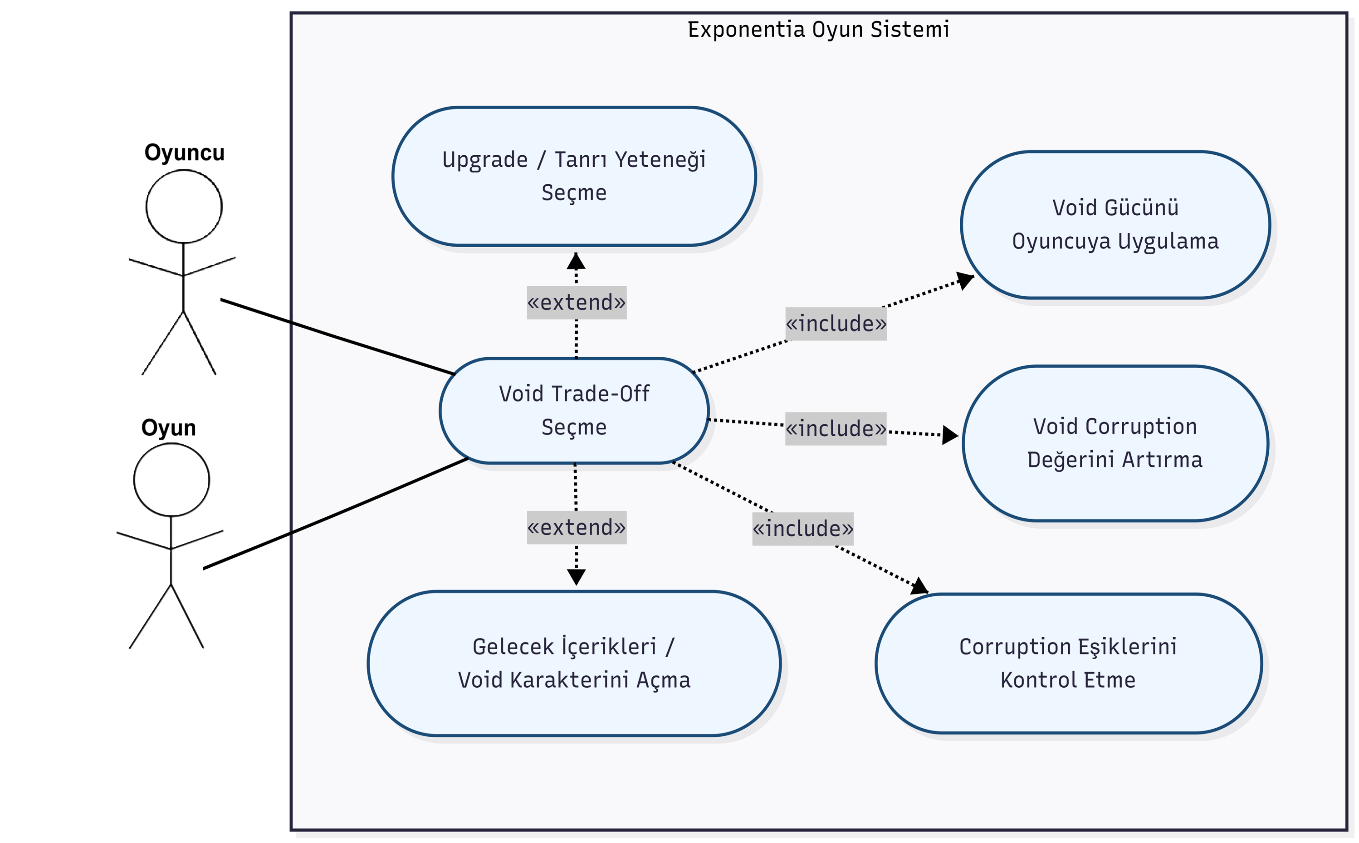 Exponentia Oyun Sistemi
Oyuncu
Upgrade / Tanrı Yeteneği
Seçme
Void Gücünü
Oyuncuya Uygulama
«extend»
«include»
Void Trade-Off
Seçme
Oyun
«include»
Void Corruption
Değerini Artırma
«extend»
«include»
Gelecek İçerikleri /
Void Karakterini Açma
Corruption Eşiklerini
Kontrol Etme